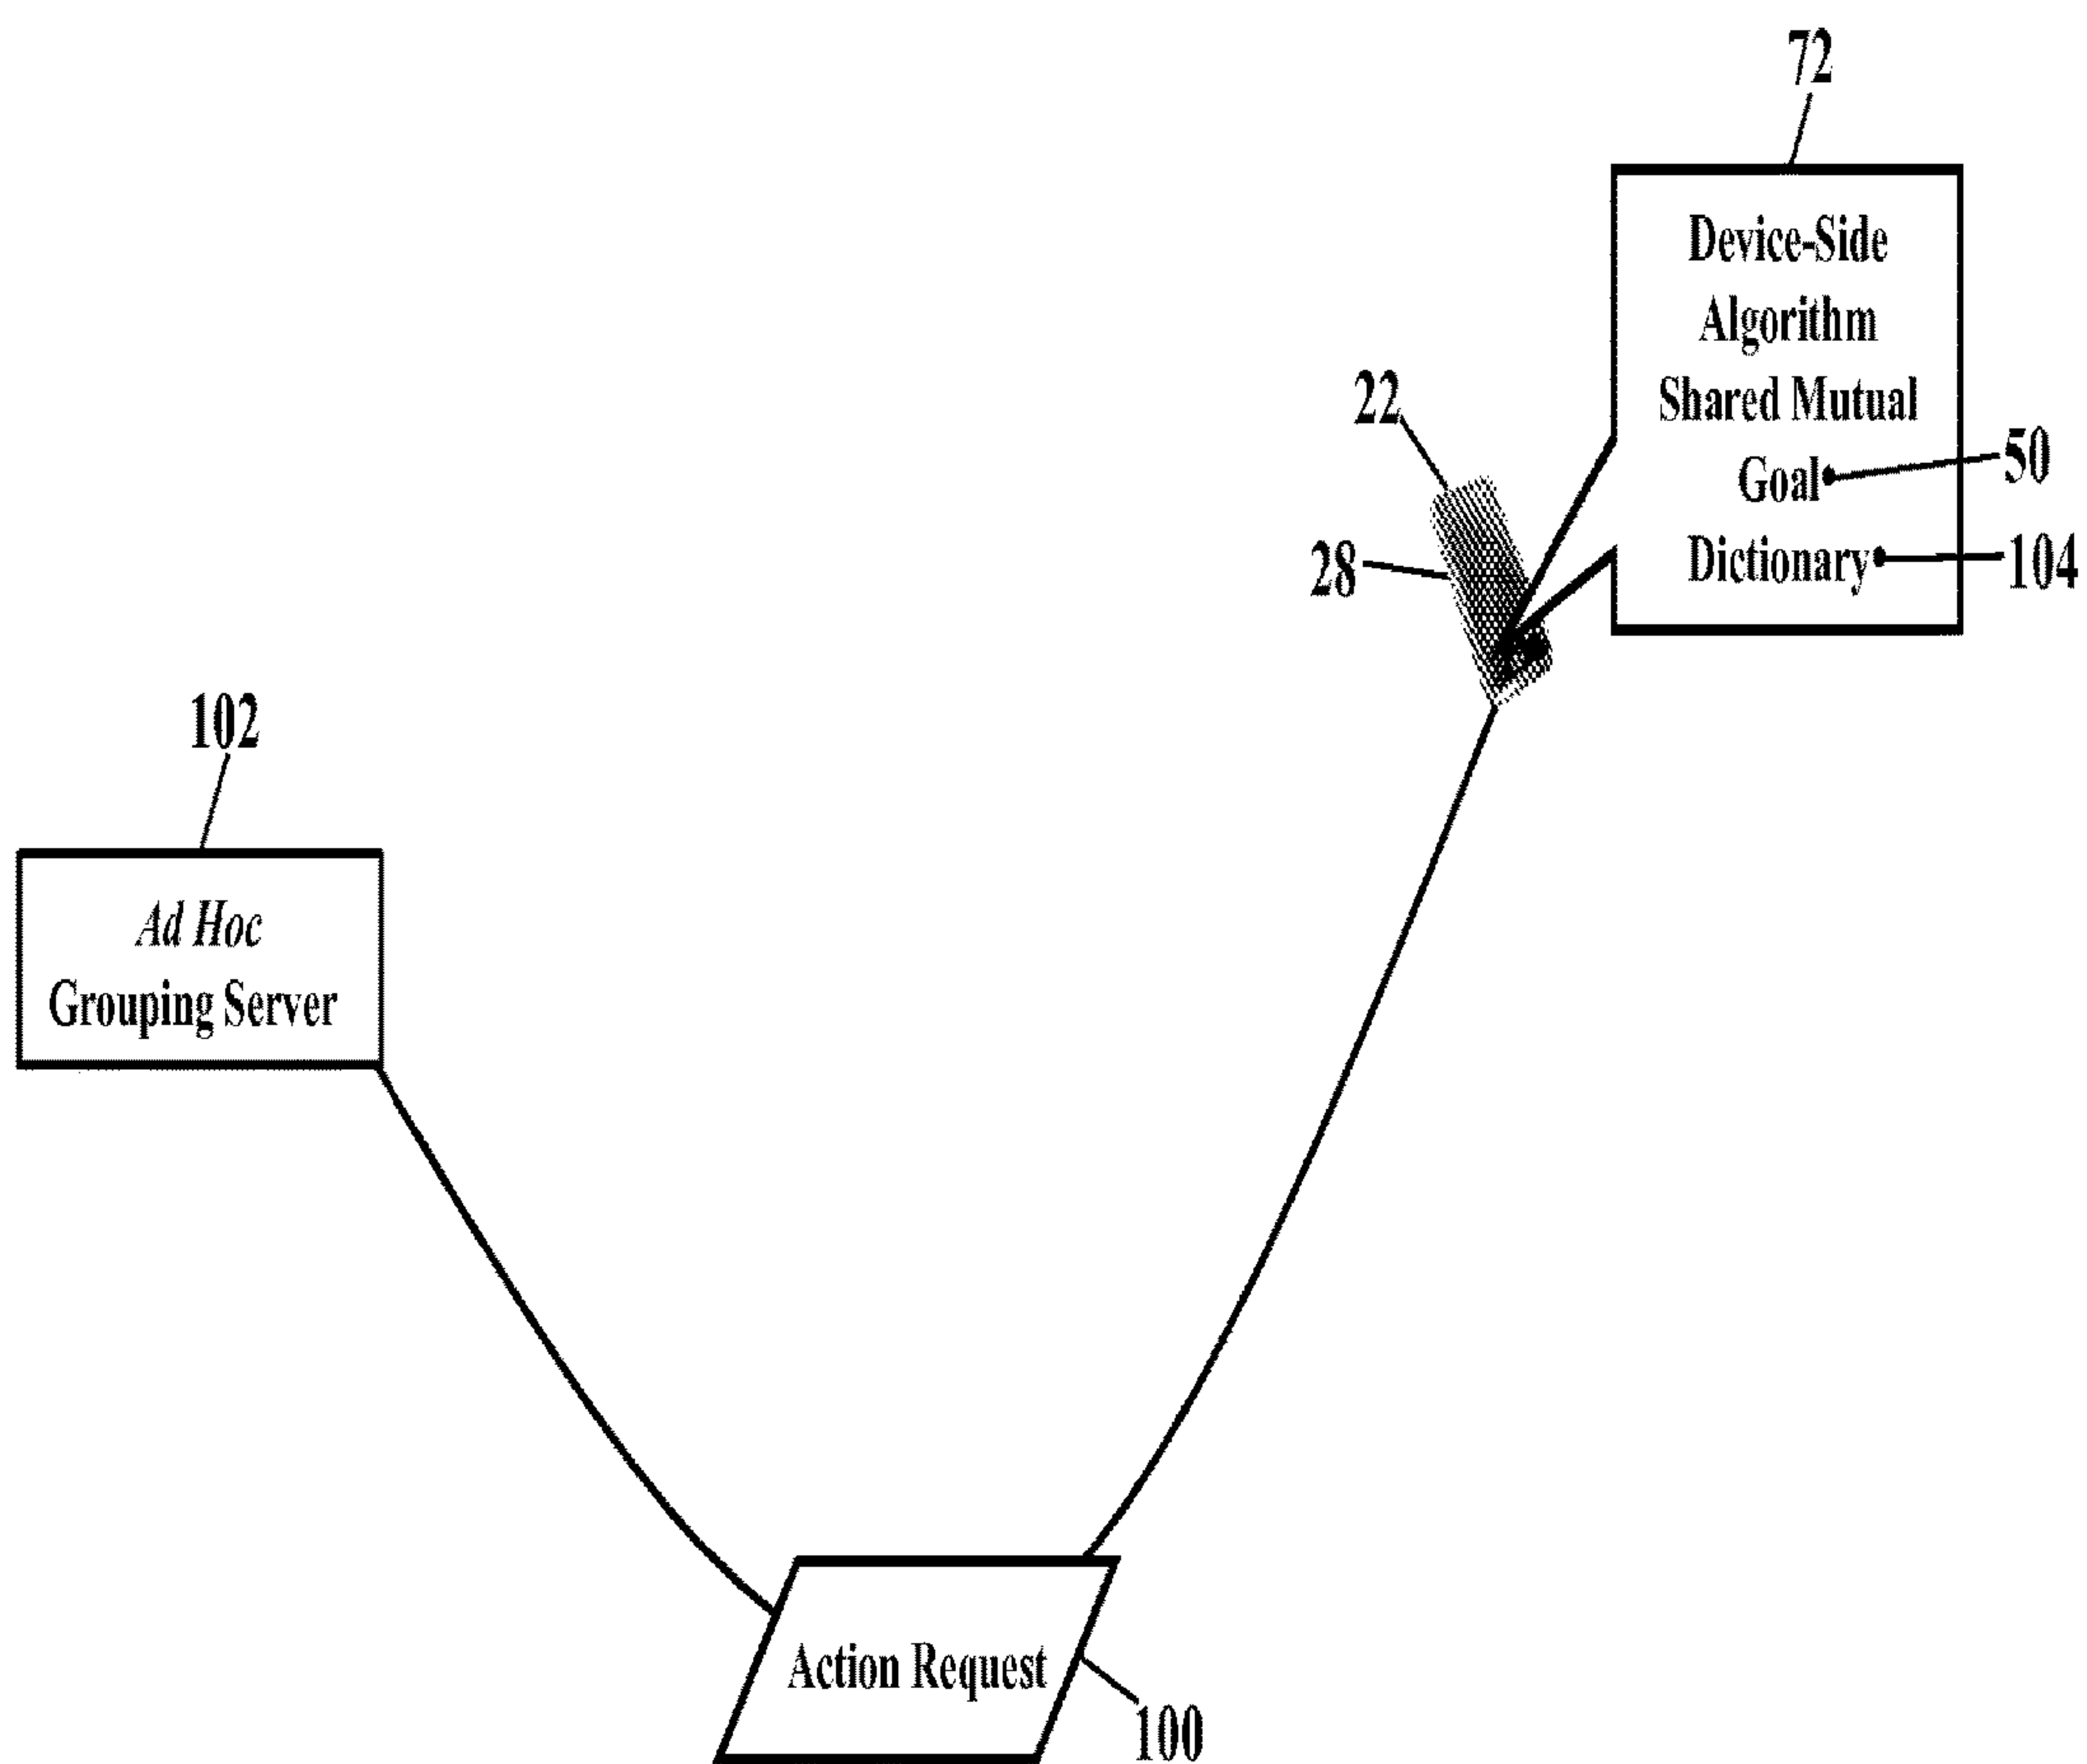 72
Device-Side
Algorithm
Shared Mutual
Goal
Dictionary
50
104
22
28
102
Ad Hoc
Grouping Server
Action Request
100